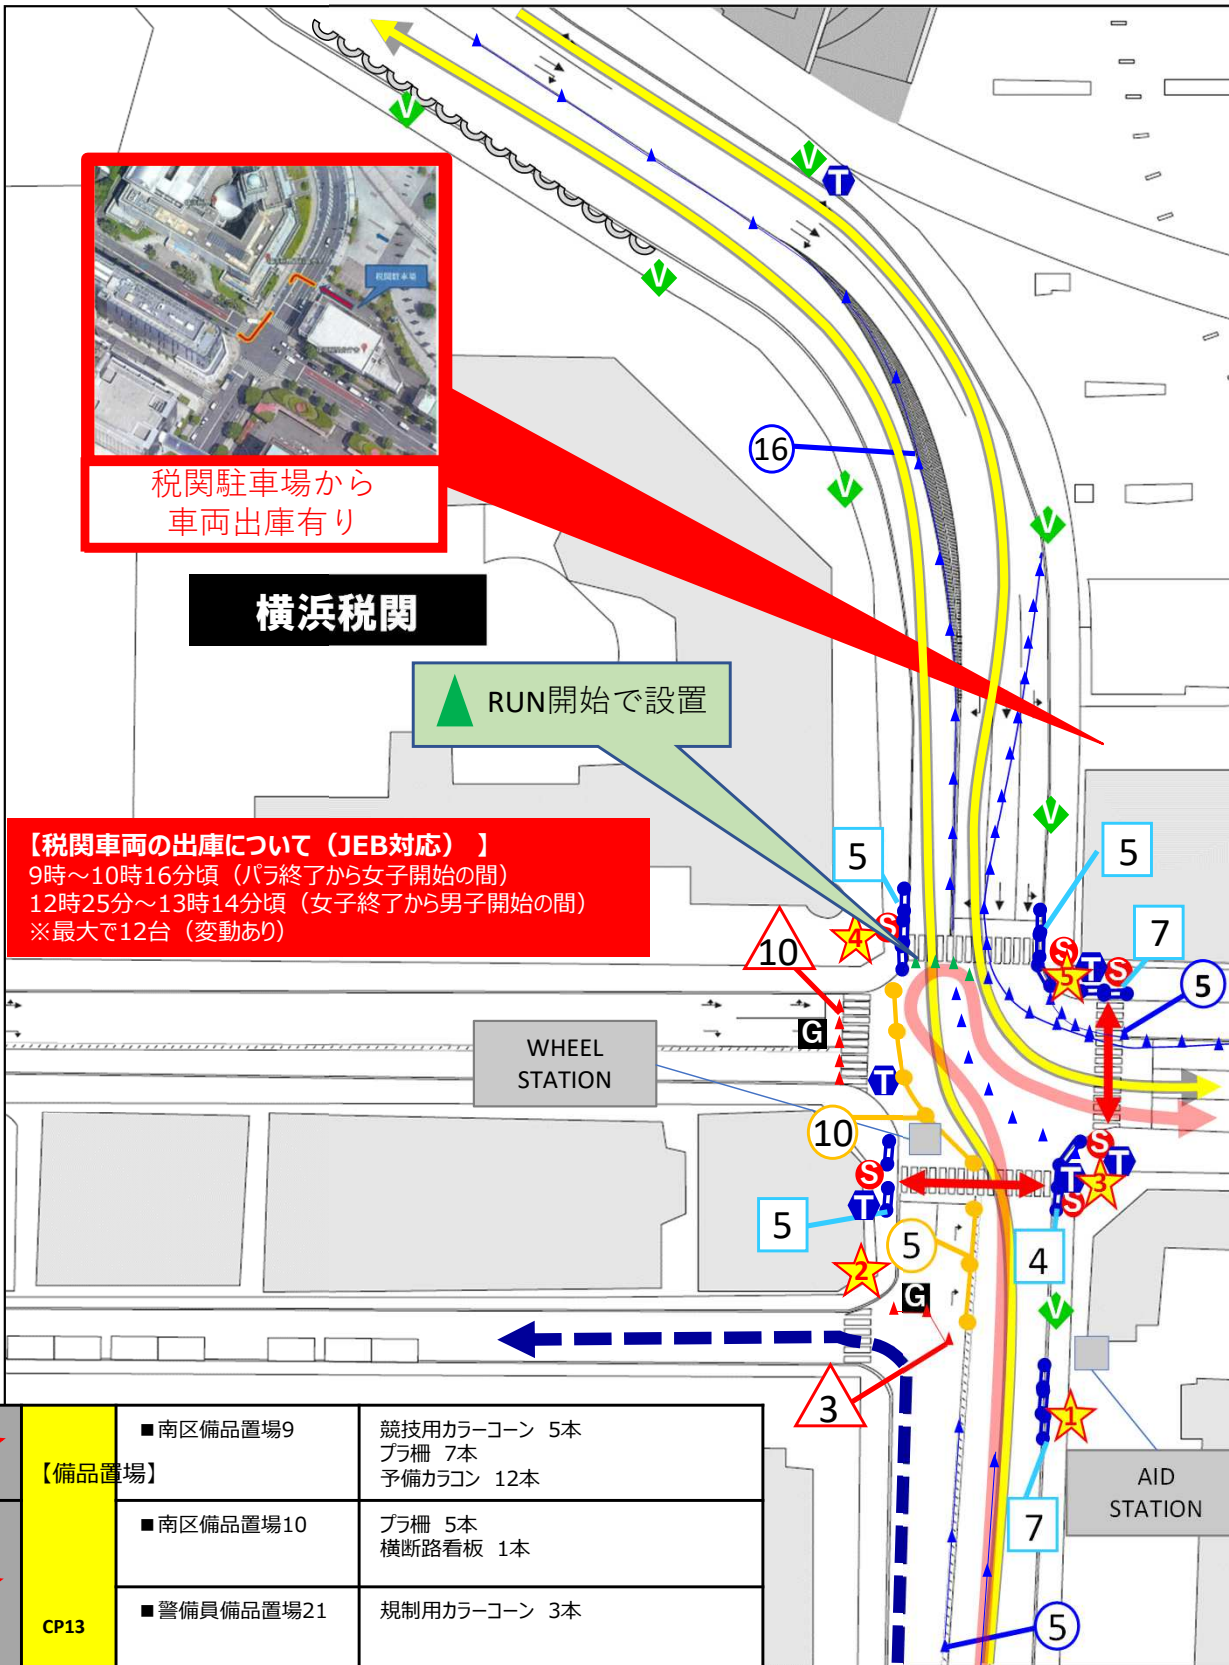 V
V
T
税関駐車場
V
税関駐車場から
車両出庫有り
16
V
V
横浜税関
RUN開始で設置
V
【税関車両の出庫について（JEB対応）】
9時～10時16分頃（パラ終了から女子開始の間）
12時25分～13時14分頃（女子終了から男子開始の間）
※最大で12台（変動あり）
5
5
4
S
10
S
5
T
S
7
5
G
WHEEL
STATION
T
10
S
T
5
S
T
T
3
S
4
2
5
G
V
3
1
7
AID
STATION
5
【備品置場】
CP13
■南区備品置場9
競技用カラーコーン 5本
プラ柵 7本
予備カラコン 12本
■南区備品置場10
プラ柵 5本
横断路看板 1本
■警備員備品置場21
規制用カラーコーン 3本